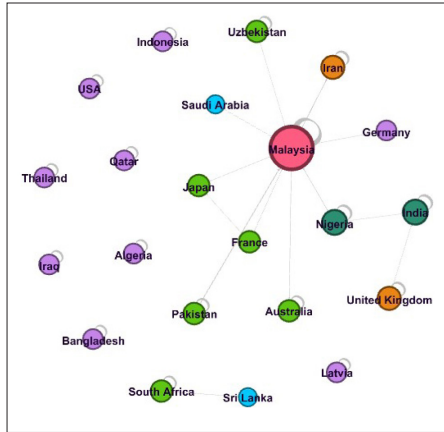 Uzbekistan
Indonesia
Iran
USA
Saudi Arabia
Germany
Malaysia
Qatar
Thailand
Japan
India
Nigeria
France
Algeria
Iraq
United Kingdom
Pakistan
Australia
Bangladesh
Latvia
South Africa
Sri Lanka